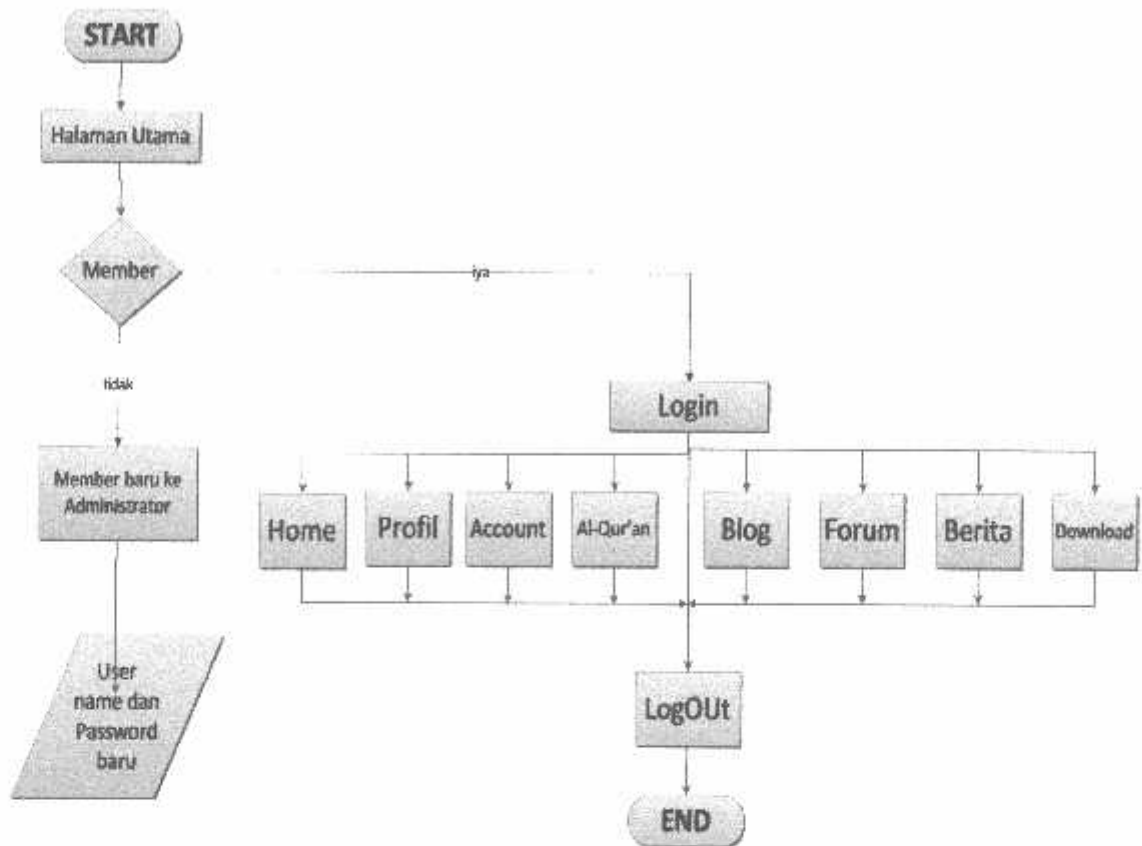 START
Halaman Utama
Member
iya
tidak
Login
Member baru ke
Administrator
Home
Profil
Account
Al-Qur'an
Blog
Forum
Berita
Download
User
name dan
Password
baru
LogOUt
END